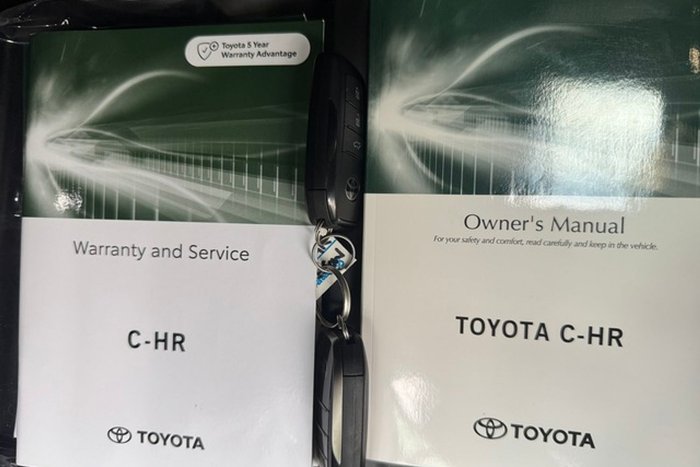 Toyota 5 Year
Warranty Advantage
Warranty and Service
C-HR
TOYOTA
Owner's Manual
For your safety and comfort, read carefully and keep in the vehicle.
TOYOTA C-HR
TOYOTA